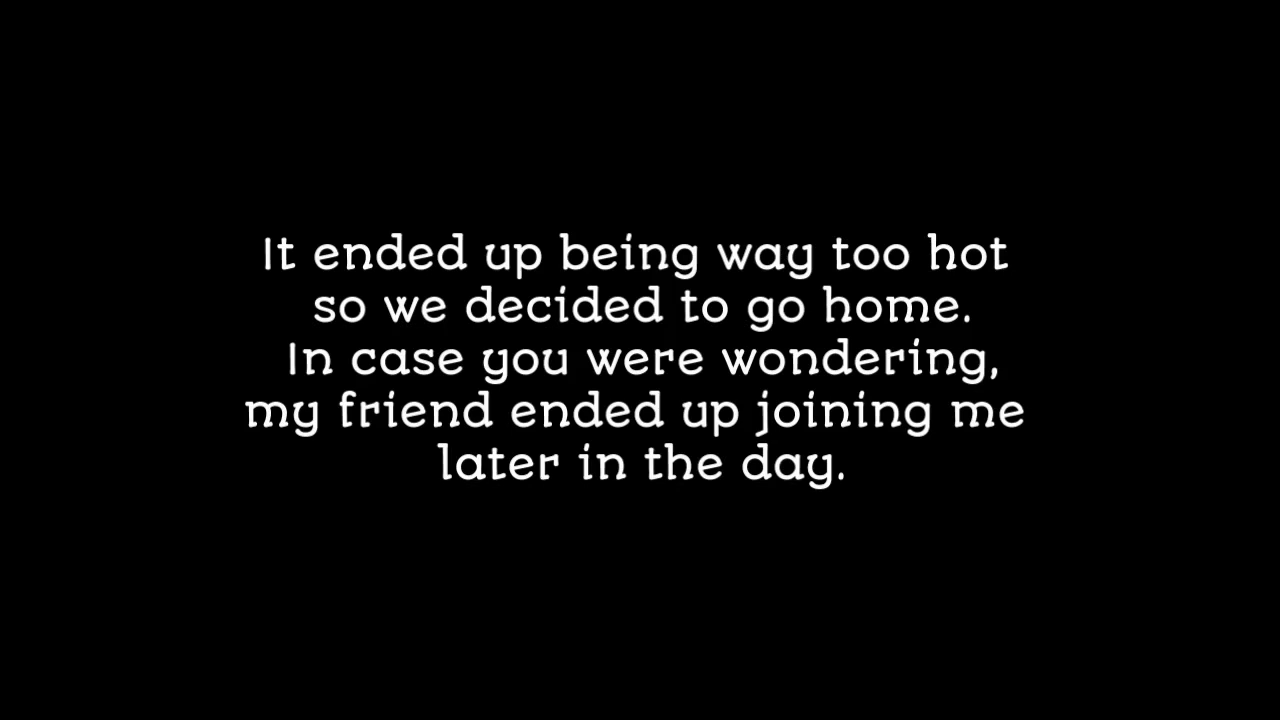 It ended up being way too hot
so we decided to go home.
In case you were wondering,
my friend ended up joining me
later in the day.